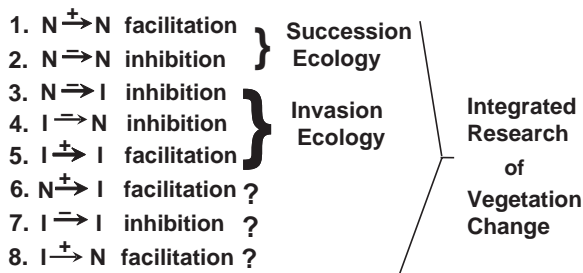 1. N +→ N facilitation
2. N −→ N inhibition
3. N −→ I inhibition
4. I −→ N inhibition
5. I +→ I facilitation
6. N +→ I facilitation ?
7. I −→ I inhibition ?
8. I +→ N facilitation ?
Succession
Ecology
Invasion
Ecology
Integrated
Research
of
Vegetation
Change